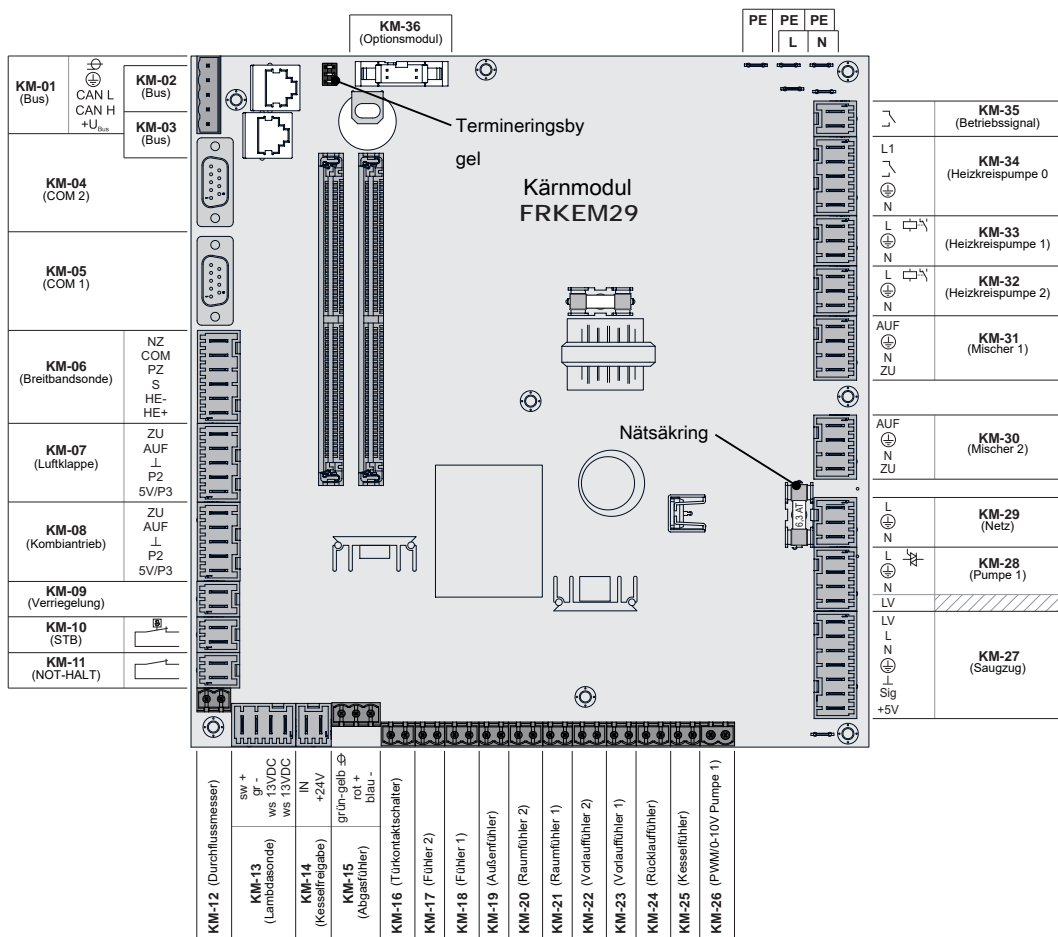 KM-36
(Optionsmodul)
PE PE PE
L N
KM-01
(Bus)
CAN L
CAN H
+U Bus
KM-02
(Bus)
KM-03
(Bus)
KM-04
(COM 2)
KM-05
(COM 1)
KM-06
(Breitbandsonde)
NZ
COM
PZ
S
HE-
HE+
KM-07
(Luftklappe)
ZU
AUF
⊥
P2
5V/P3
KM-08
(Kombiantrieb)
ZU
AUF
⊥
P2
5V/P3
KM-09
(Verriegelung)
KM-10
(STB)
KM-11
(NOT-HALT)
Termineringsby
gel
Kärnmodul
FRKEM29
Nätsäkring
6,3 AT
KM-35
(Betriebssignal)
L1
N
KM-34
(Heizkreispumpe 0
L
N
KM-33
(Heizkreispumpe 1)
L
N
KM-32
(Heizkreispumpe 2)
AUF
N
ZU
KM-31
(Mischer 1)
AUF
N
ZU
KM-30
(Mischer 2)
L
N
KM-29
(Netz)
L
N
LV
KM-28
(Pumpe 1)
LV
L
N
⊥
Sig
+5V
KM-27
(Saugzug)
KM-12 (Durchflussmesser)
sw +
gr -
ws 13VDC
ws 13VDC
KM-13
(Lambdasonde)
IN
+24V
KM-14
(Kesselfreigabe)
grün-gelb
rot +
blau -
KM-15
(Abgasfühler)
KM-16 (Türkontaktschalter)
KM-17 (Fühler 2)
KM-18 (Fühler 1)
KM-19 (Außenfühler)
KM-20 (Raumfühler 2)
KM-21 (Raumfühler 1)
KM-22 (Vorlauffühler 2)
KM-23 (Vorlauffühler 1)
KM-24 (Rücklauffühler)
KM-25 (Kesselfühler)
KM-26 (PWM/0-10V Pumpe 1)